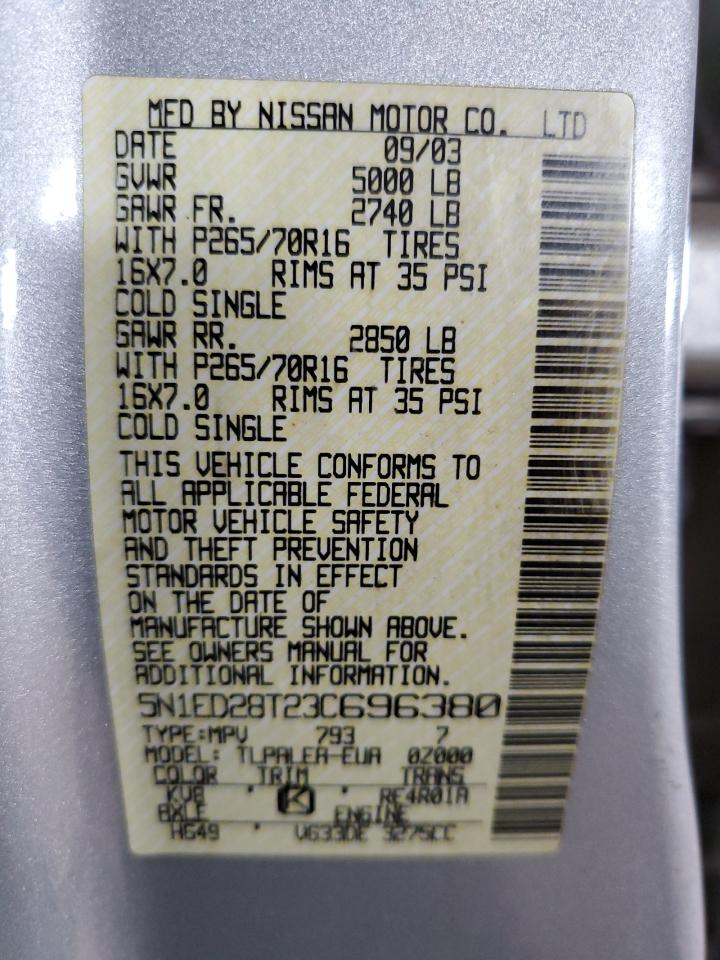 MFD BY NISSAN MOTOR CO. LTD
DATE 09/03
GVWR 5000 LB
GAWR FR. 2740 LB
WITH P265/70R16 TIRES
16X7.0 RIMS AT 35 PSI
COLD SINGLE
GAWR RR. 2850 LB
WITH P265/70R16 TIRES
16X7.0 RIMS AT 35 PSI
COLD SINGLE
THIS VEHICLE CONFORMS TO
ALL APPLICABLE FEDERAL
MOTOR VEHICLE SAFETY
AND THEFT PREVENTION
STANDARDS IN EFFECT
ON THE DATE OF
MANUFACTURE SHOWN ABOVE.
SEE OWNERS MANUAL FOR
ADDITIONAL INFORMATION.
5N1ED28T23C696380
TYPE:MPV 793 7
MODEL: TLPALEA-EUA 0Z000
COLOR TRIM TRANS
KV8 K RE4R01A
AXLE ENGINE
HG49 VG33DE 3275CC